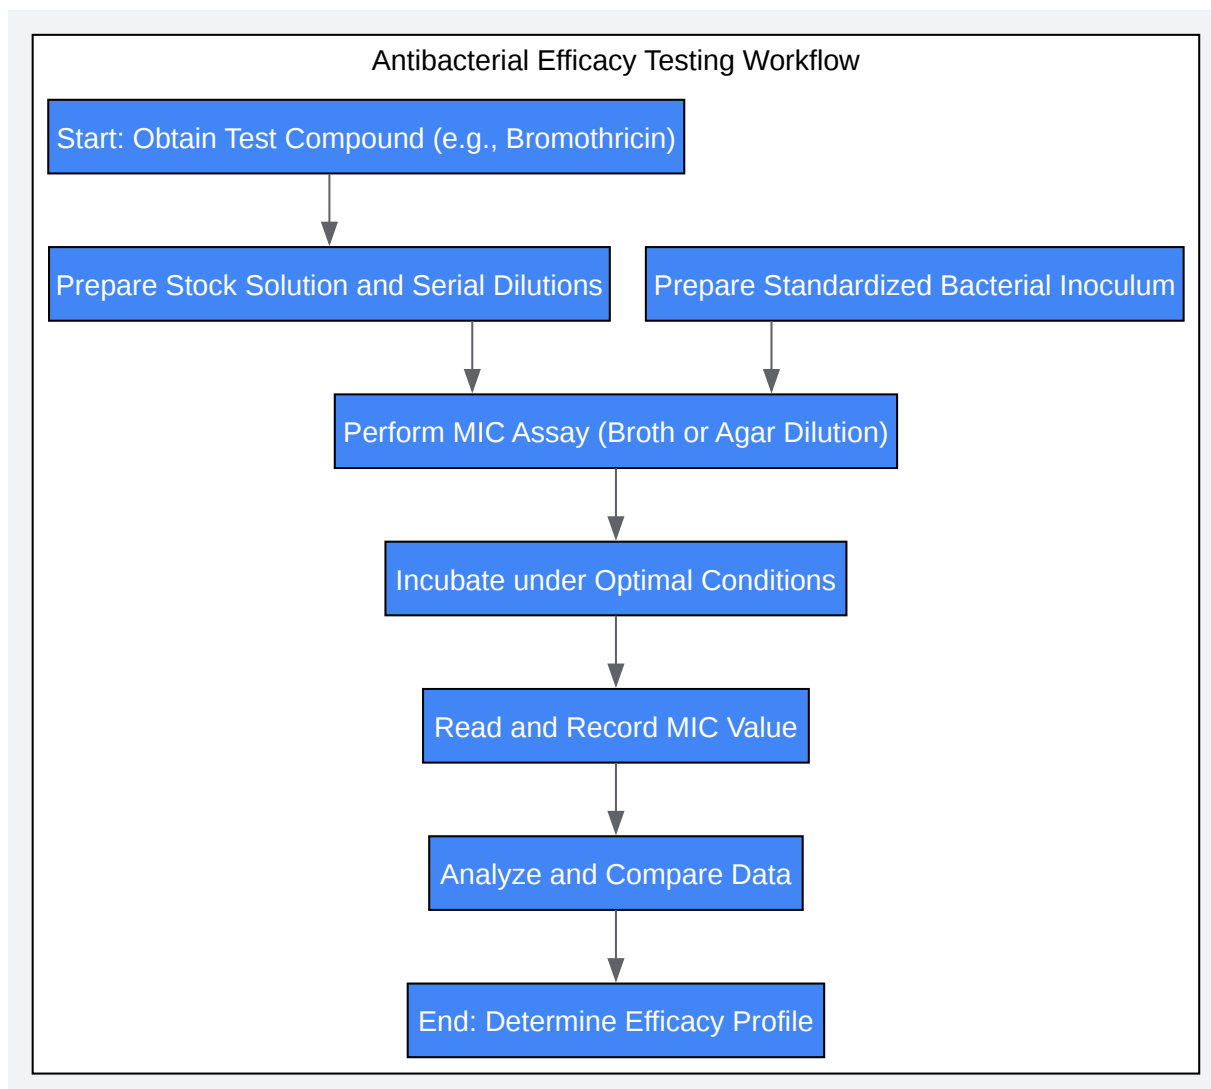 Antibacterial Efficacy Testing Workflow
Start: Obtain Test Compound (e.g., Bromothricin)
Prepare Stock Solution and Serial Dilutions
Prepare Standardized Bacterial Inoculum
Perform MIC Assay (Broth or Agar Dilution)
Incubate under Optimal Conditions
Read and Record MIC Value
Analyze and Compare Data
End: Determine Efficacy Profile